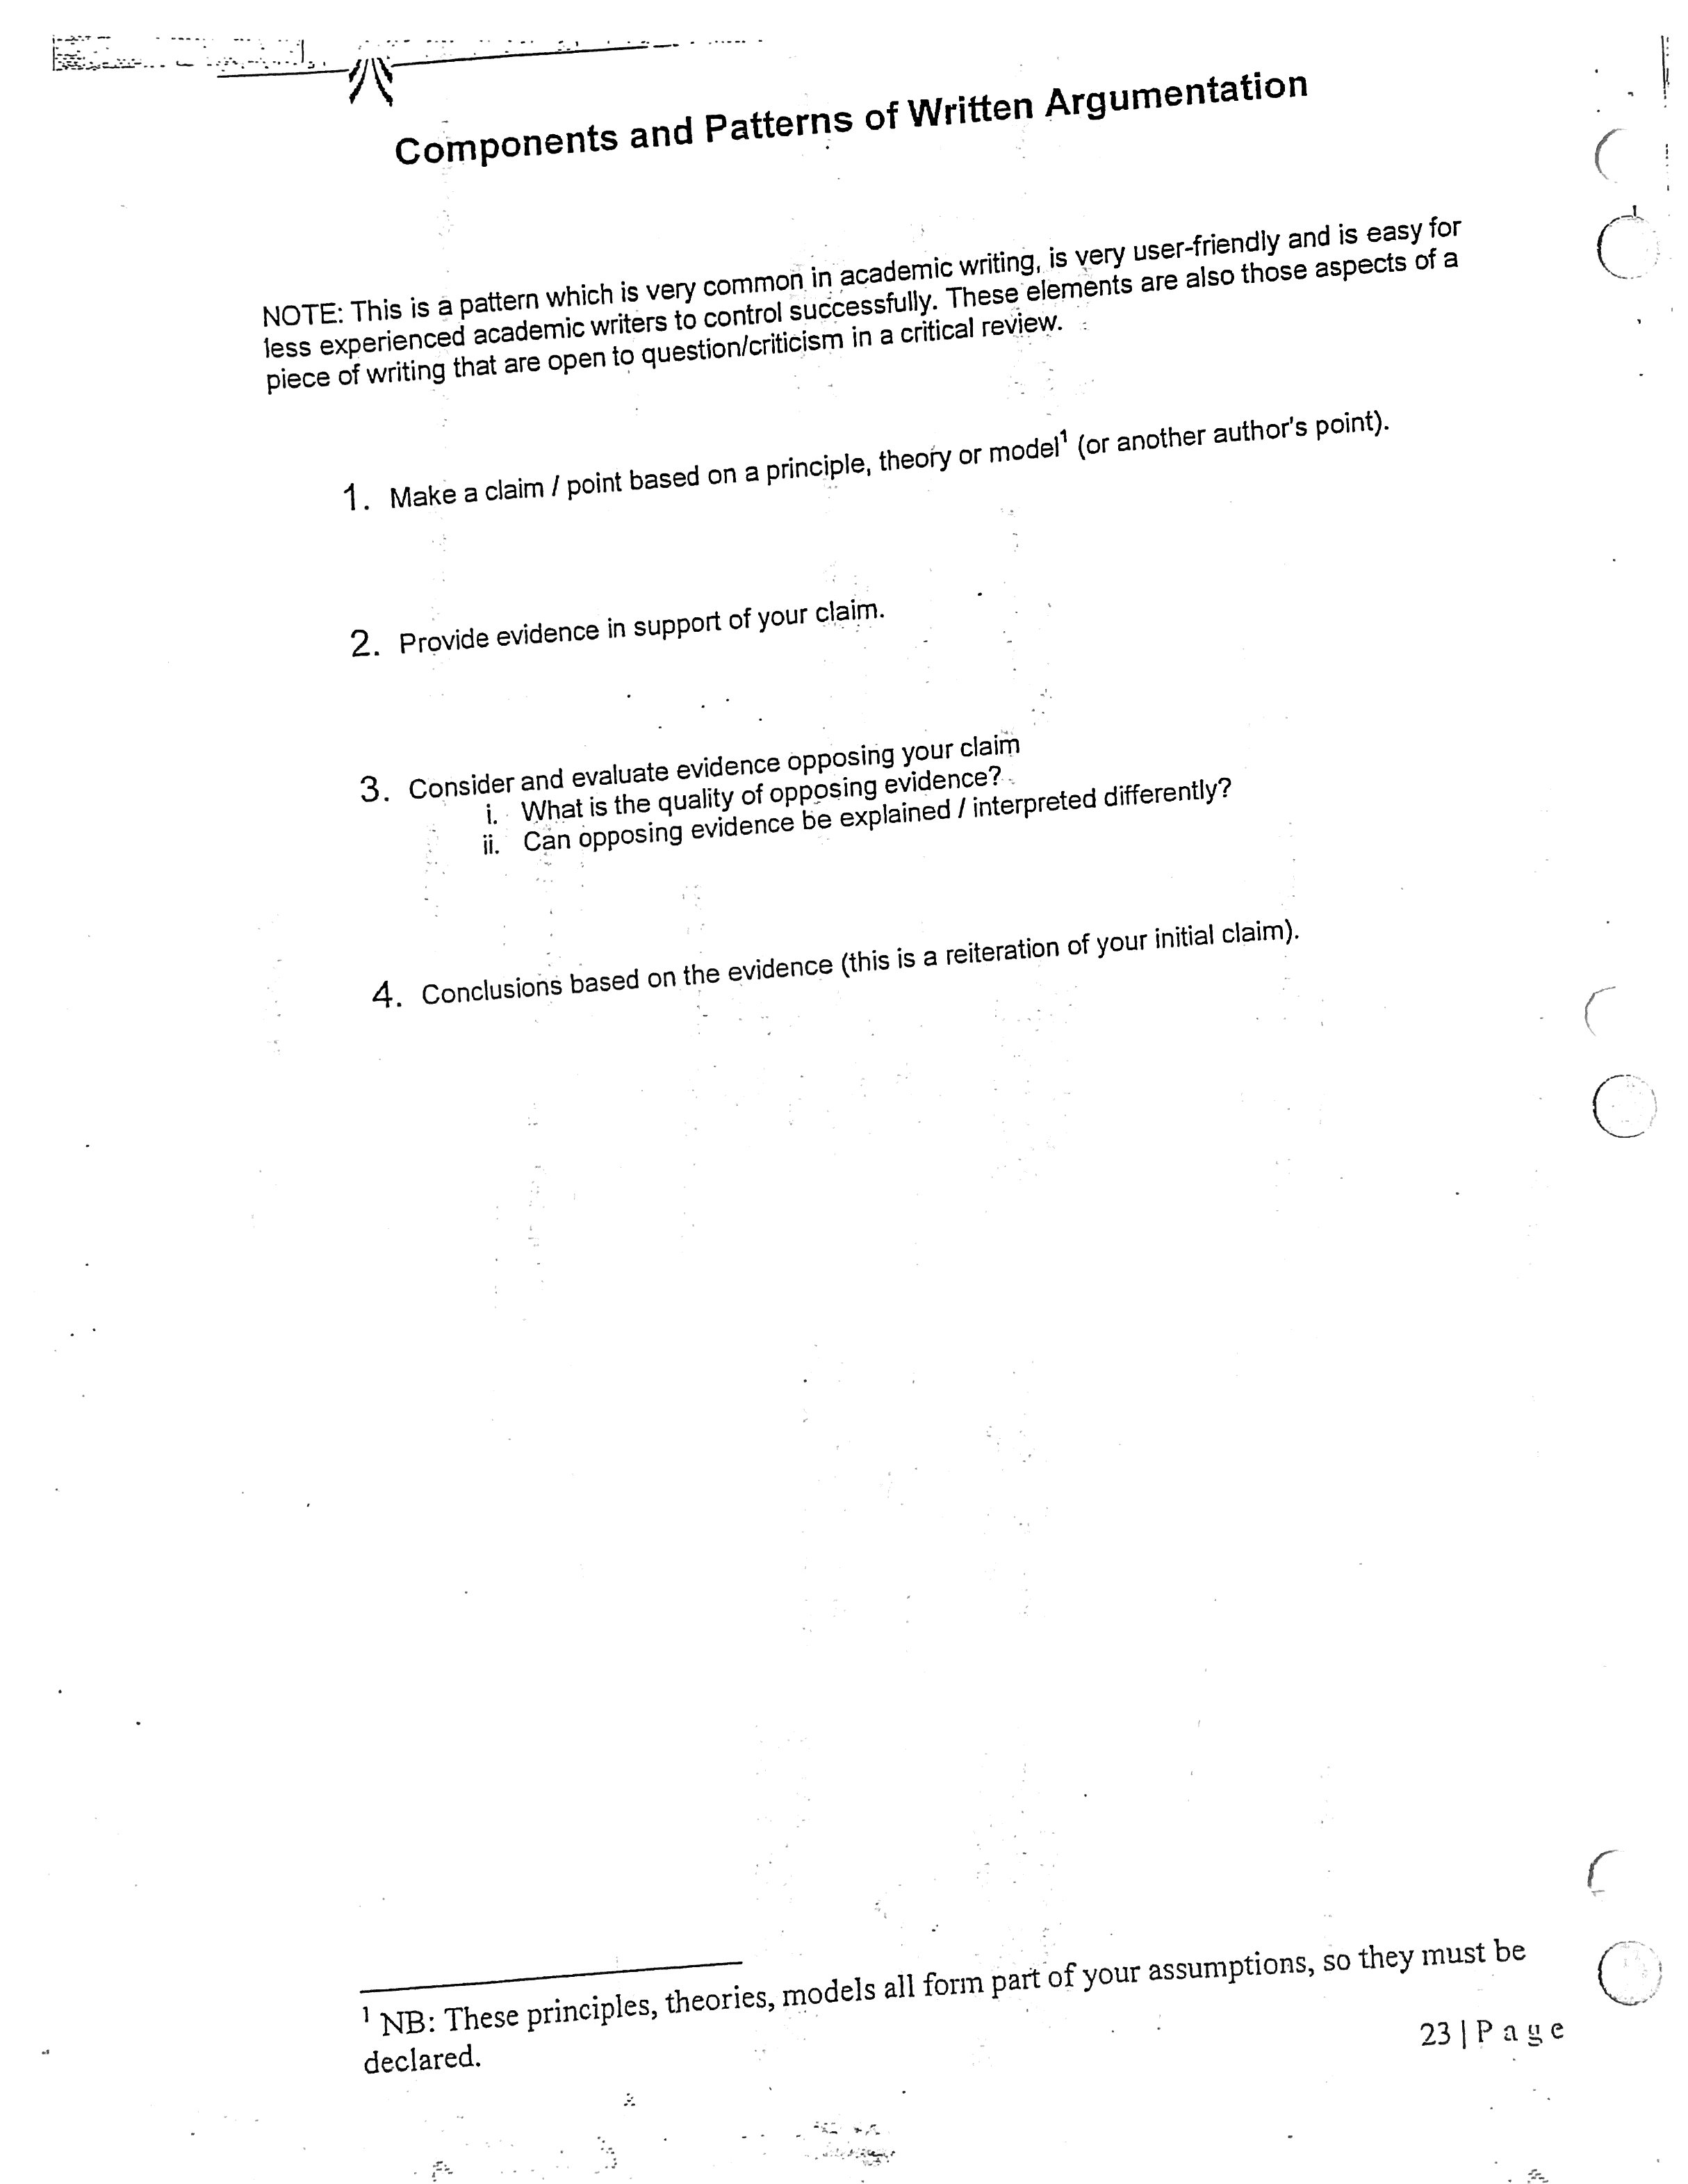 Components and Patterns of Written Argumentation
NOTE: This is a pattern which is very common in academic writing, is very user-friendly and is easy for
less experienced academic writers to control successfully. These elements are also those aspects of a
piece of writing that are open to question/criticism in a critical review.
1. Make a claim / point based on a principle, theory or model¹ (or another author's point).
2. Provide evidence in support of your claim.
3. Consider and evaluate evidence opposing your claim
i. What is the quality of opposing evidence?
ii. Can opposing evidence be explained / interpreted differently?
4. Conclusions based on the evidence (this is a reiteration of your initial claim).
¹ NB: These principles, theories, models all form part of your assumptions, so they must be
declared.
23 | P a g e